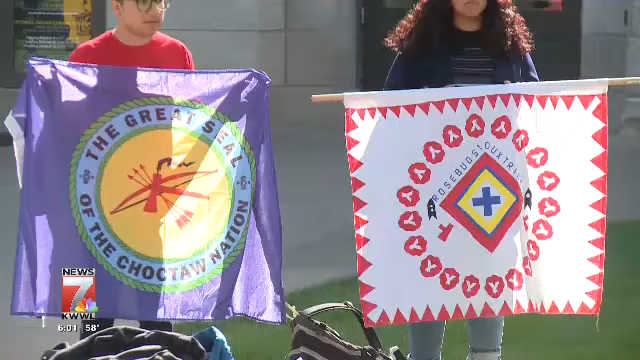 THE GREAT SEAL
OF THE CHOCTAW NATION
ROSEBUD SIOUX TRIBE
NEWS
7
KWWL
6:01 58°